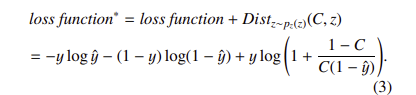 loss function* = loss function + Dist_{z∼p_z(z)}(C, z)
= −y log ŷ − (1 − y) log(1 − ŷ) + y log(1 + (1 − C)/(C(1 − ŷ))).
(3)